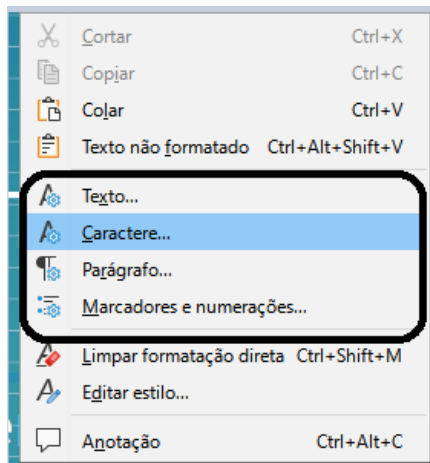 Cortar Ctrl+X
Copiar Ctrl+C
Colar Ctrl+V
Texto não formatado Ctrl+Alt+Shift+V
Texto...
Caractere...
Parágrafo...
Marcadores e numerações...
Limpar formatação direta Ctrl+Shift+M
Editar estilo...
Anotação Ctrl+Alt+C